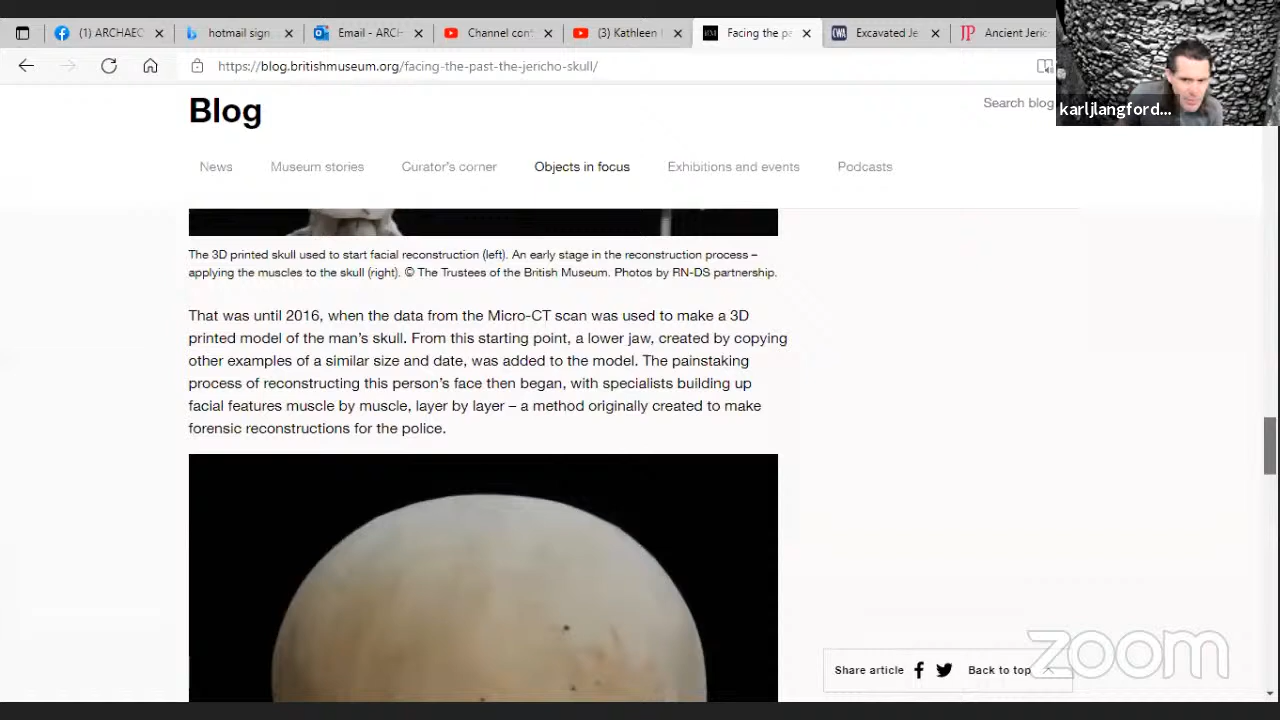 (1) ARCHAEC
hotmail sign
Email - ARCH
Channel con
(3) Kathleen
Facing the pa
CWA
Excavated Je
JP
Ancient Jeric
https://blog.britishmuseum.org/facing-the-past-the-jericho-skull/
karljlangford...
Blog
Search blog
News
Museum stories
Curator's corner
Objects in focus
Exhibitions and events
Podcasts
The 3D printed skull used to start facial reconstruction (left). An early stage in the reconstruction process –
applying the muscles to the skull (right). © The Trustees of the British Museum. Photos by RN-DS partnership.
That was until 2016, when the data from the Micro-CT scan was used to make a 3D
printed model of the man's skull. From this starting point, a lower jaw, created by copying
other examples of a similar size and date, was added to the model. The painstaking
process of reconstructing this person's face then began, with specialists building up
facial features muscle by muscle, layer by layer – a method originally created to make
forensic reconstructions for the police.
Share article
Back to top
zoom